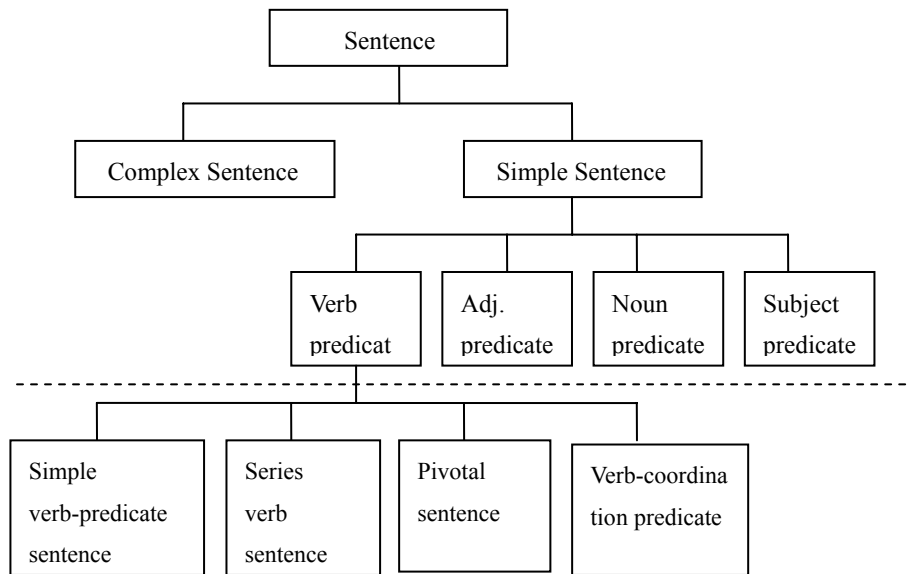 Sentence
Complex Sentence
Simple Sentence
Verb
predicat
Adj.
predicate
Noun
predicate
Subject
predicate
Simple
verb-predicate
sentence
Series
verb
sentence
Pivotal
sentence
Verb-coordina
tion predicate